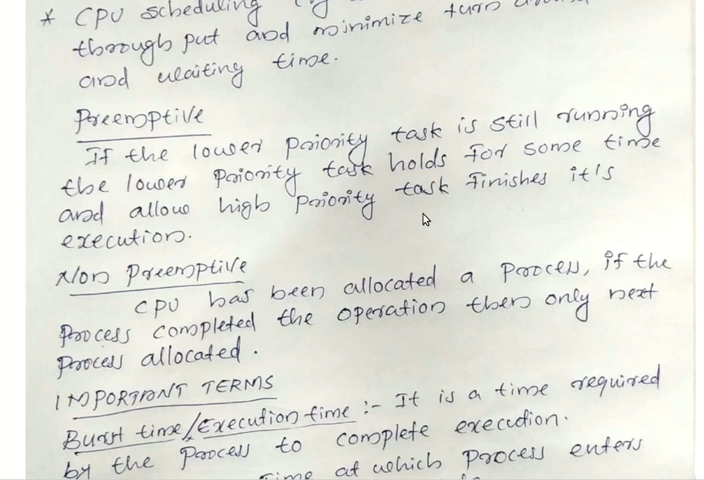 * CPU scheduling
through put and minimize turn
and waiting time.
Preemptive
If the lower Priority task is still running
the lower Priority task holds for some time
and allow high Priority task finishes it's
execution.
Non Preemptive
CPU has been allocated a Process, if the
Process completed the operation then only next
Process allocated.
IMPORTANT TERMS
Burst time/Execution time :- It is a time required
by the Process to complete execution.
time at which Process enters